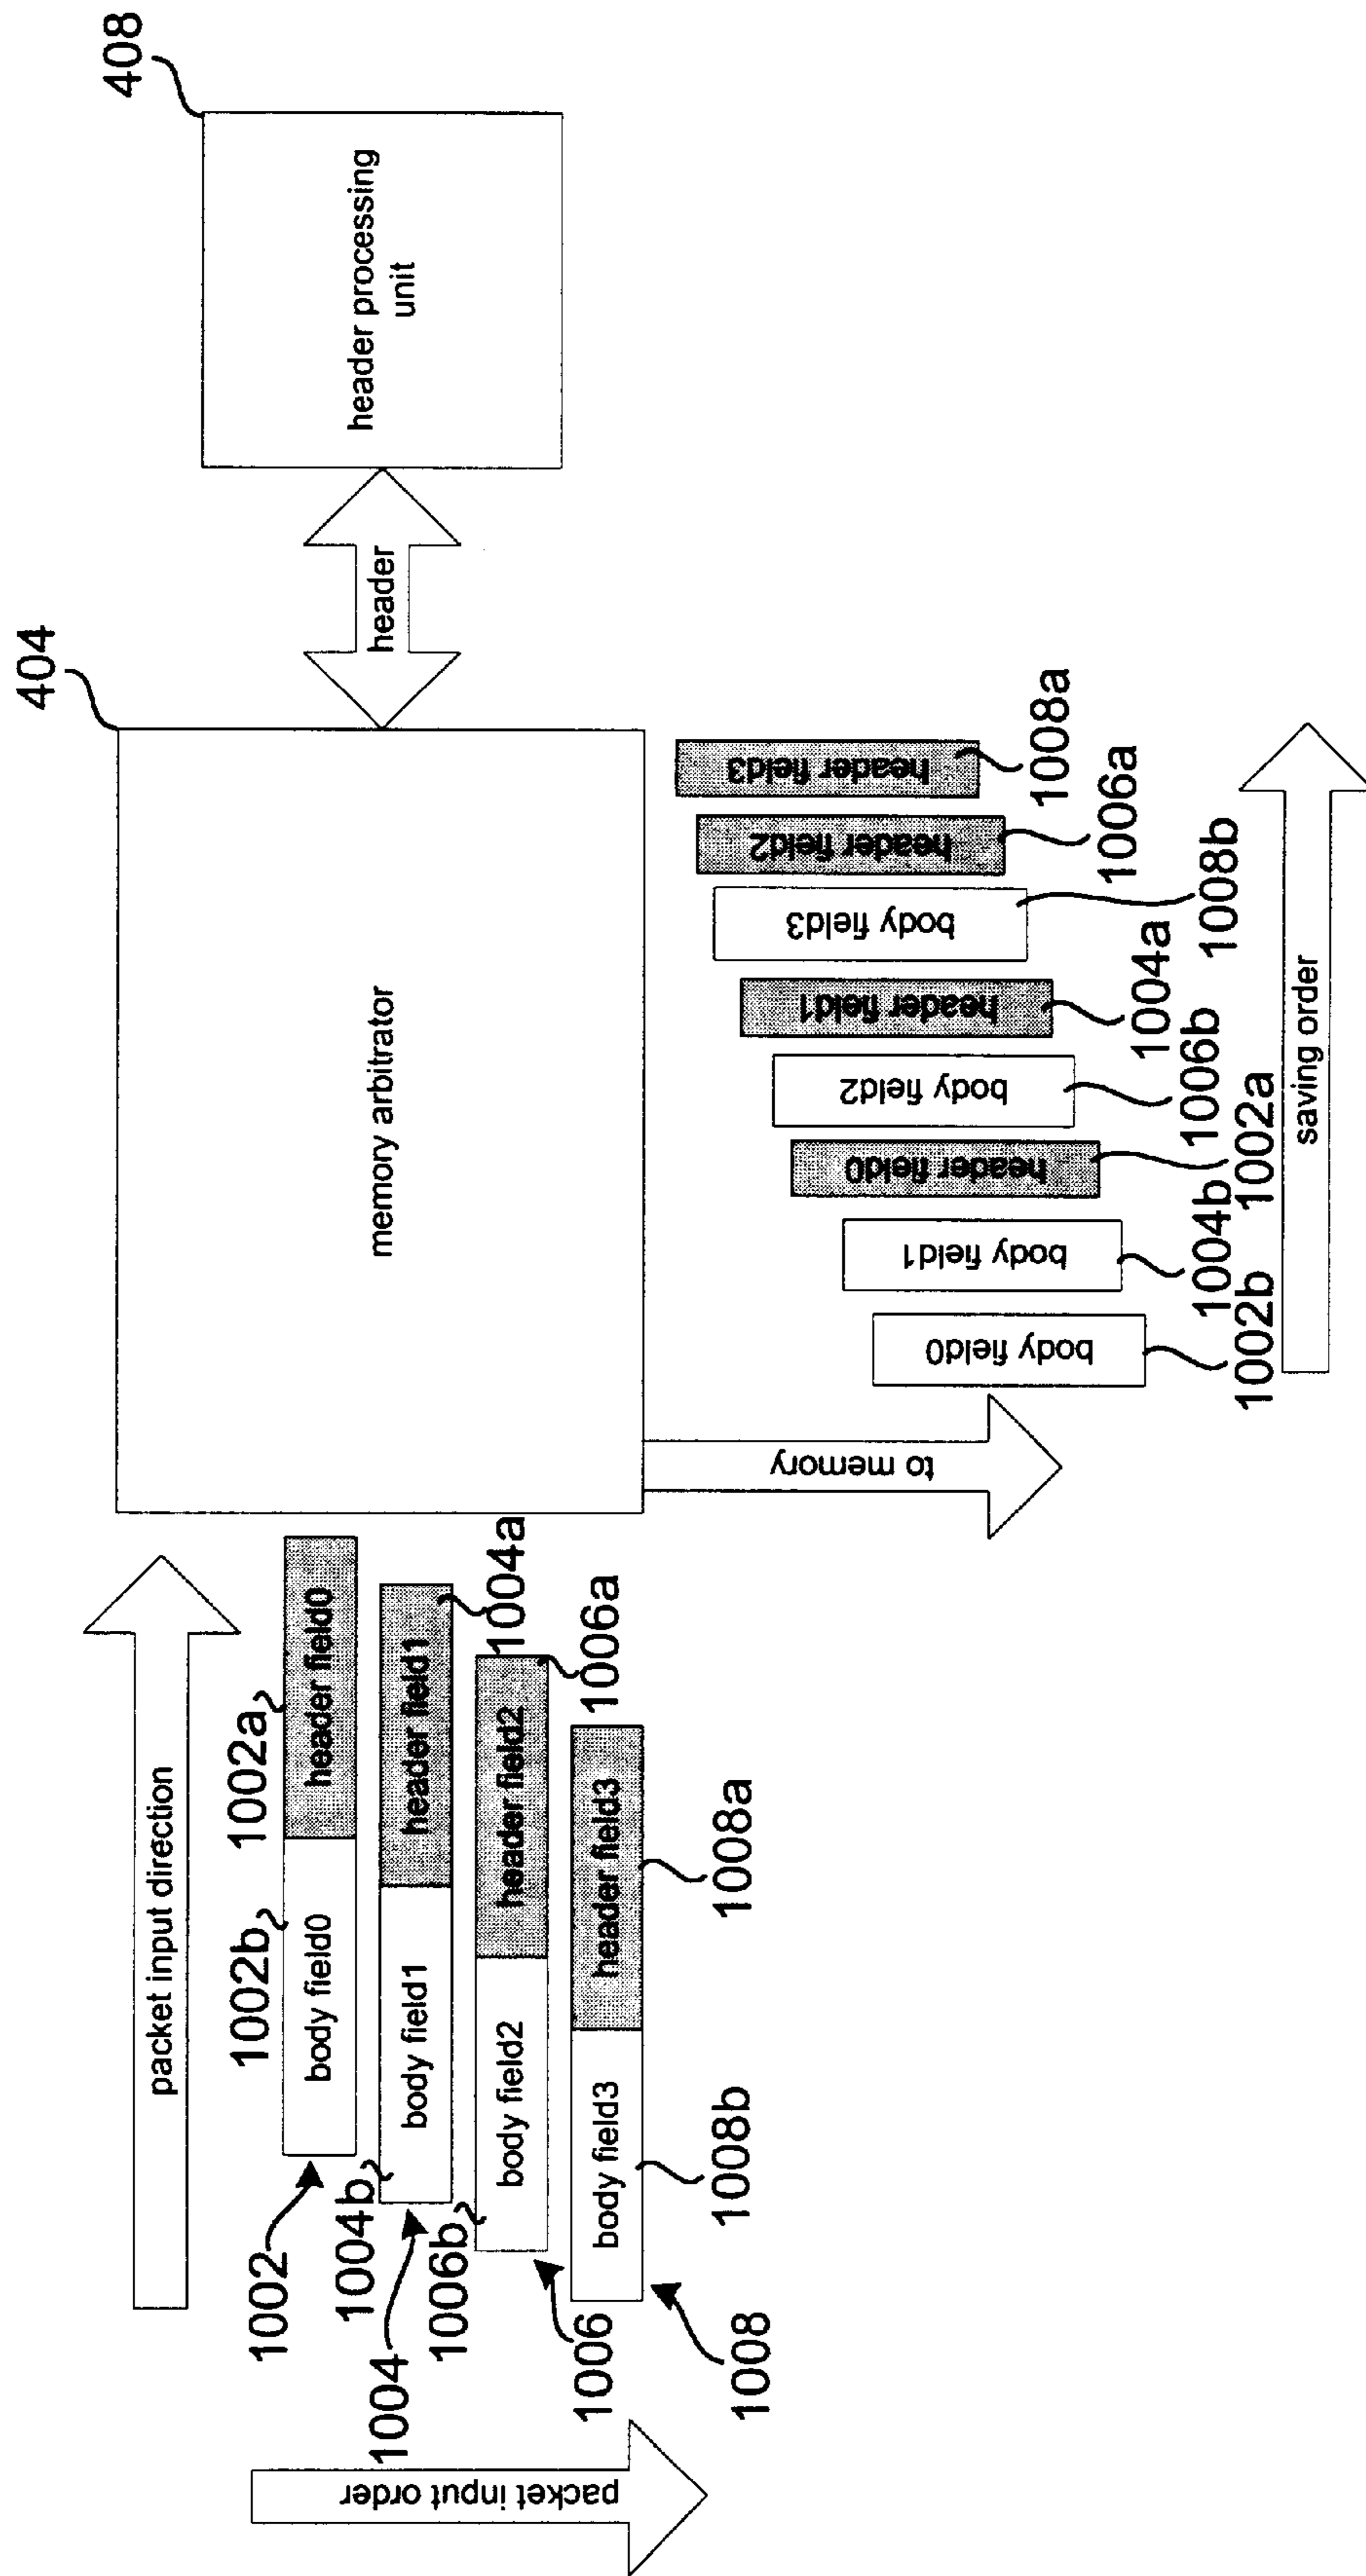 packet input order
packet input direction
1002
1002b
1002a
body field0
header field0
1004
1004b
body field1
header field1
1004a
1006
1006b
body field2
header field2
1006a
1008
body field3
header field3
1008b
1008a
404
memory arbitrator
header
408
header processing
unit
to memory
body field0
body field1
header field0
body field2
header field1
body field3
header field2
header field3
1002b
1004b
1002a
1006b
1004a
1008b
1006a
1008a
saving order